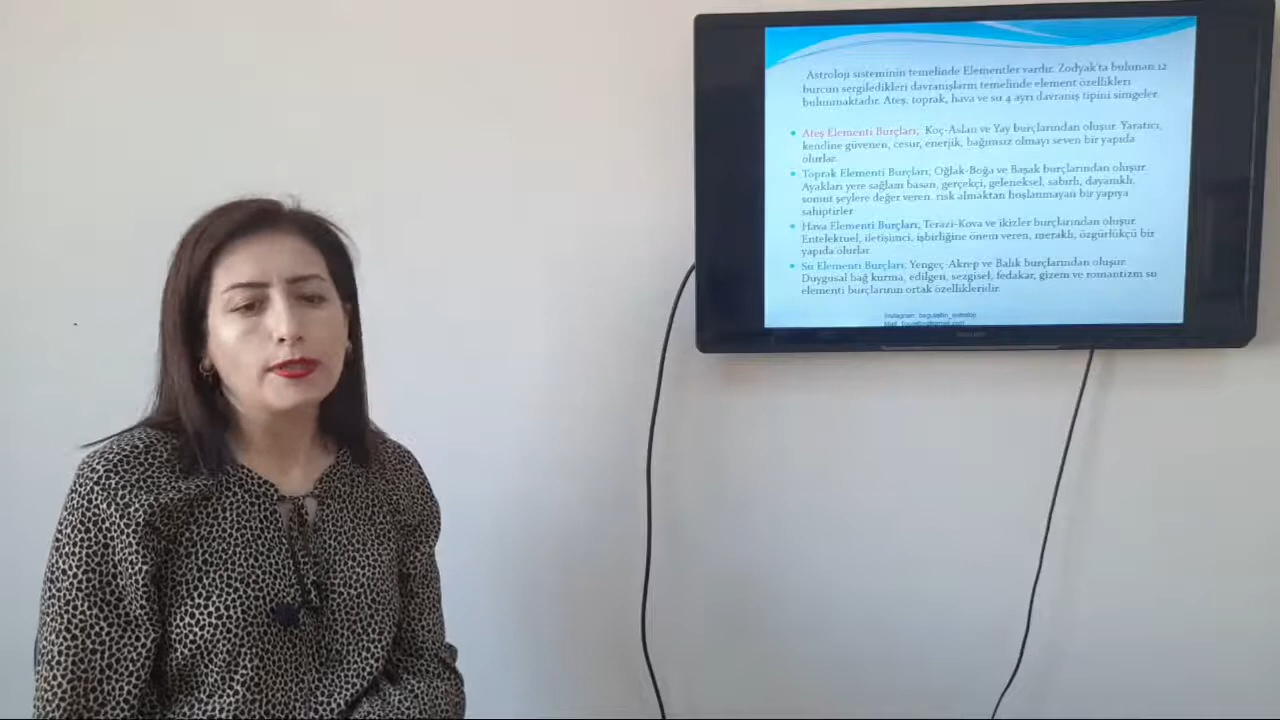 Astroloji sisteminin temelinde Elementler vardır. Zodyak'ta bulunan 12
burcun sergiledikleri davranışların temelinde element özellikleri
bulunmaktadır. Ateş, toprak, hava ve su 4 ayrı davranış tipini simgeler.
• Ateş Elementi Burçları; Koç-Aslan ve Yay burçlarından oluşur. Yaratıcı,
kendine güvenen, cesur, enerjik, bağımsız olmayı seven bir yapıda
olurlar.
• Toprak Elementi Burçları; Oğlak-Boğa ve Başak burçlarından oluşur.
Ayakları yere sağlam basan, gerçekçi, geleneksel, sabırlı, dayanıklı,
somut şeylere değer veren, risk almaktan hoşlanmayan bir yapıya
sahiptirler.
• Hava Elementi Burçları; Terazi-Kova ve ikizler burçlarından oluşur.
Entelektuel, iletişimci, işbirliğine önem veren, meraklı, özgürlükçü bir
yapıda olurlar.
• Su Elementi Burçları; Yengeç-Akrep ve Balık burçlarından oluşur.
Duygusal bağ kurma, edilgen, sezgisel, fedakar, gizem ve romantizm su
elementi burçlarının ortak özellikleridir.
Instagram:
Mail: